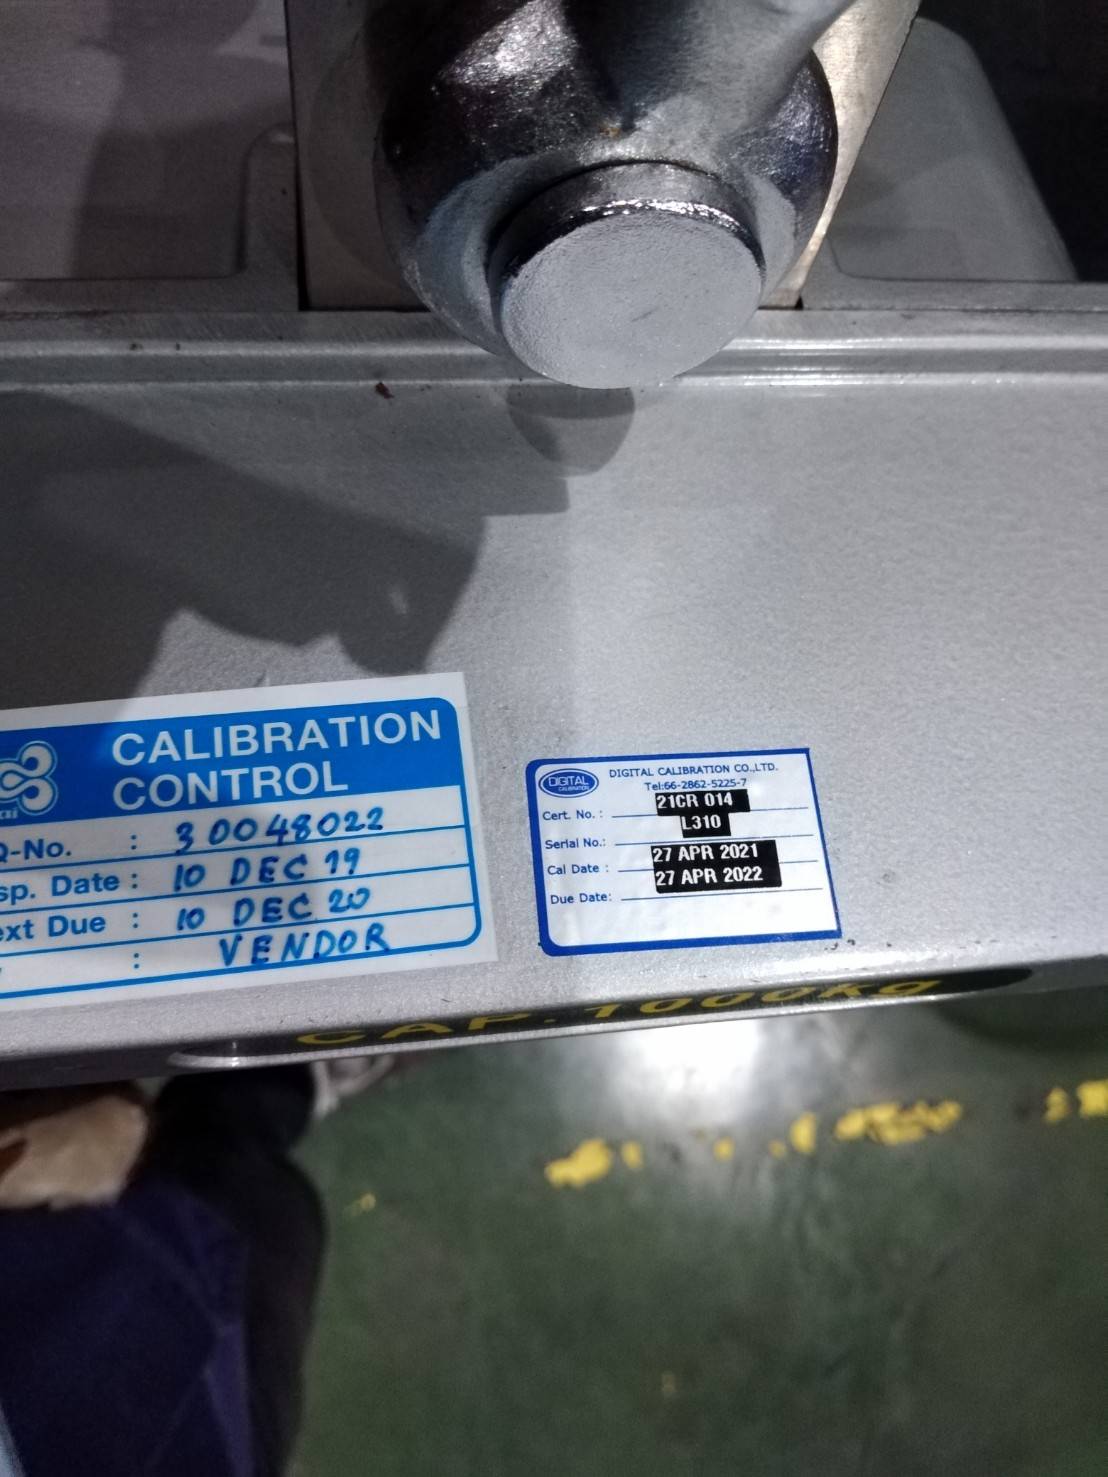 CALIBRATION
CONTROL
Q-No. : 30048022
sp. Date : 10 DEC 19
ext Due : 10 DEC 20
: VENDOR
DIGITAL
CALIBRATION
DIGITAL CALIBRATION CO.,LTD.
Tel:66-2862-5225-7
Cert. No. : 21CR 014
Serial No.: L310
Cal Date : 27 APR 2021
Due Date: 27 APR 2022
CAP. 1000kg